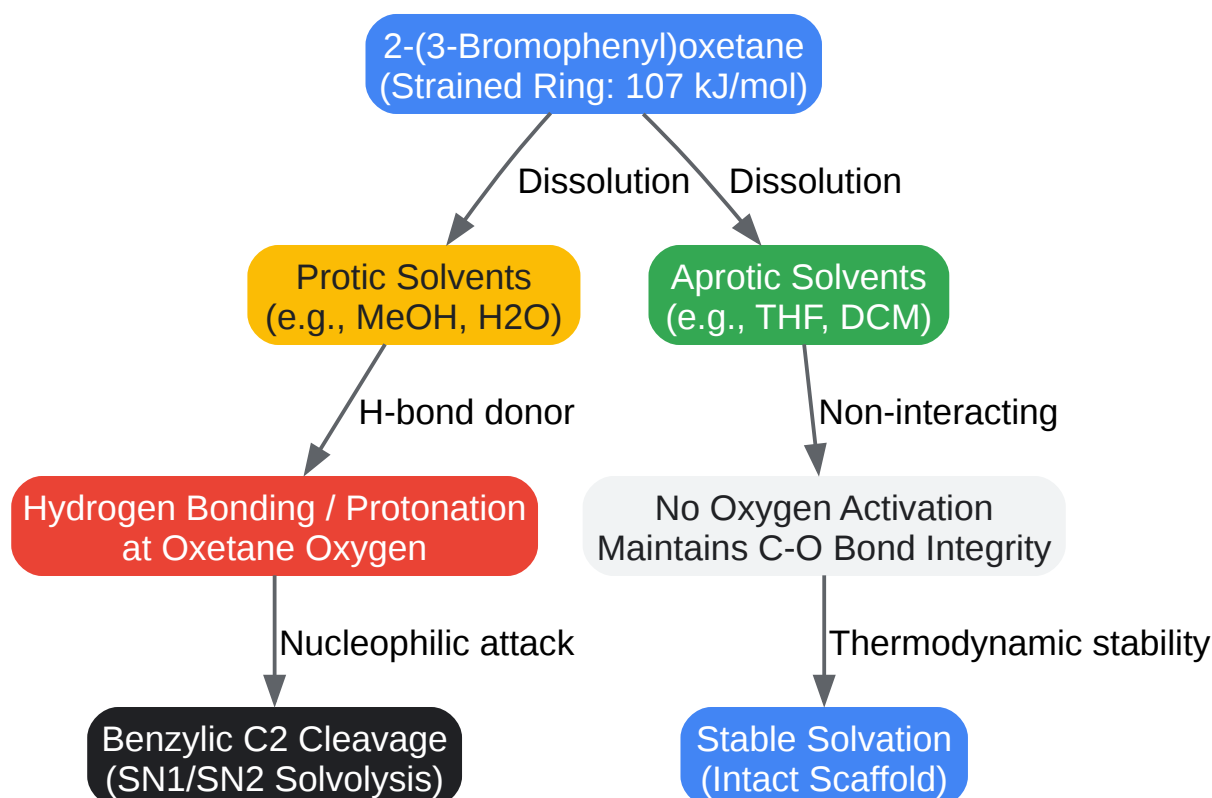 2-(3-Bromophenyl)oxetane
(Strained Ring: 107 kJ/mol)
Dissolution
Dissolution
Protic Solvents
(e.g., MeOH, H2O)
Aprotic Solvents
(e.g., THF, DCM)
H-bond donor
Non-interacting
Hydrogen Bonding / Protonation
at Oxetane Oxygen
No Oxygen Activation
Maintains C-O Bond Integrity
Nucleophilic attack
Thermodynamic stability
Benzylic C2 Cleavage
(SN1/SN2 Solvolysis)
Stable Solvation
(Intact Scaffold)